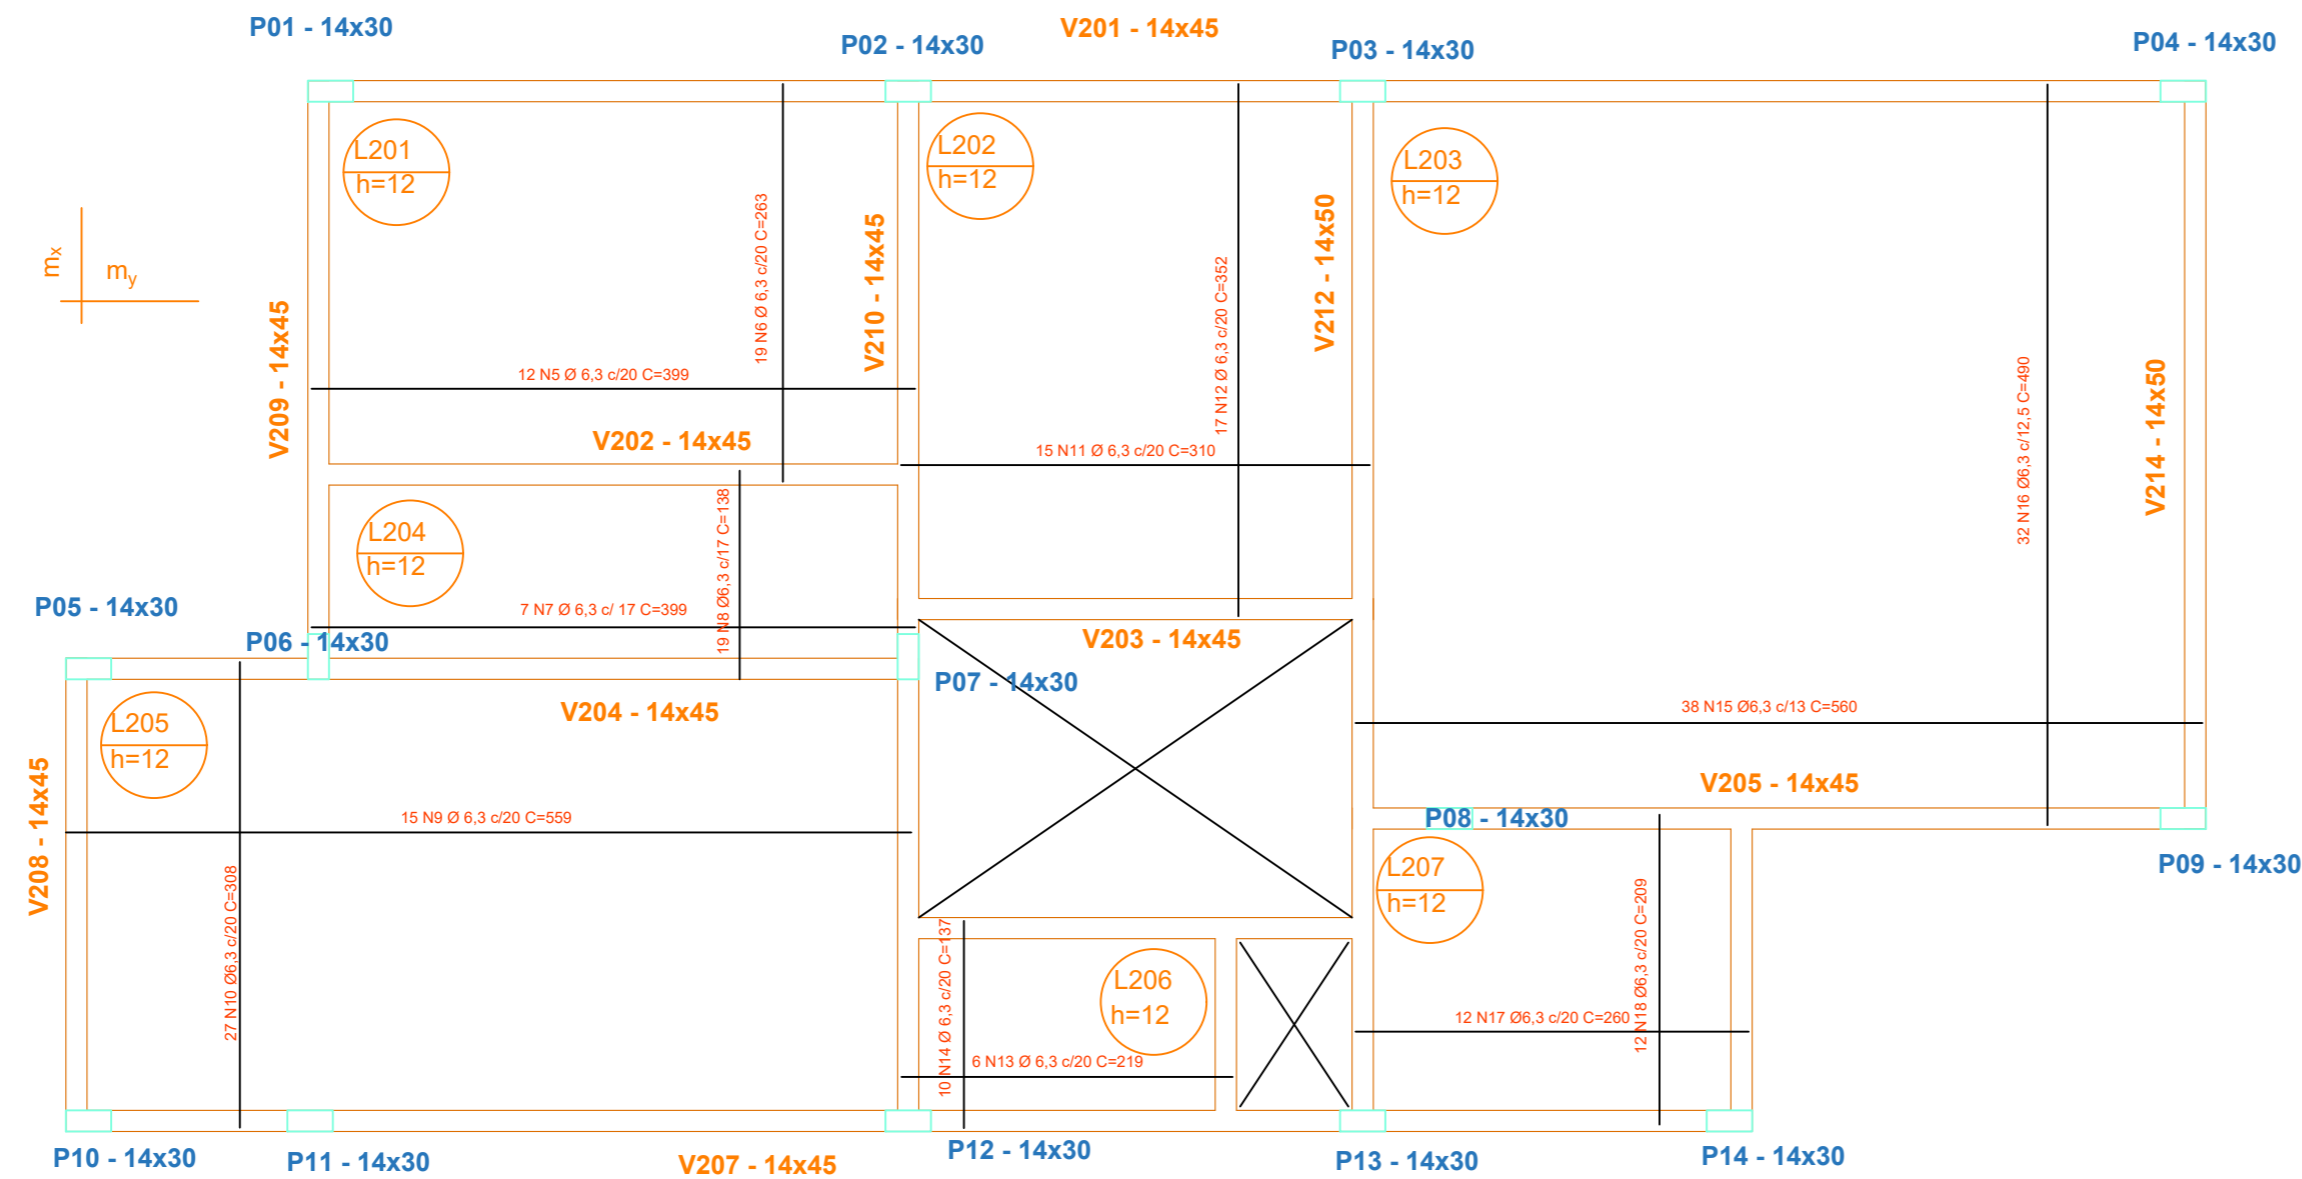 P01 - 14x30
P02 - 14x30
V201 - 14x45
P03 - 14x30
P04 - 14x30
L201
h=12
L202
h=12
L203
h=12
mx
my
V209 - 14x45
19 N6 Ø 6,3 c/20 C=263
V210 - 14x45
17 N12 Ø 6,3 c/20 C=352
V212 - 14x50
32 N16 Ø6,3 c/12,5 C=490
V214 - 14x50
12 N5 Ø 6,3 c/20 C=399
V202 - 14x45
15 N11 Ø 6,3 c/20 C=310
L204
h=12
19 N8 Ø6,3 c/17 C=138
7 N7 Ø 6,3 c/ 17 C=399
P05 - 14x30
P06 - 14x30
V203 - 14x45
P07 - 14x30
V204 - 14x45
38 N15 Ø6,3 c/13 C=560
L205
h=12
V205 - 14x45
V208 - 14x45
15 N9 Ø 6,3 c/20 C=559
P08 - 14x30
P09 - 14x30
L207
h=12
27 N10 Ø6,3 c/20 C=308
10 N14 Ø 6,3 c/20 C=137
L206
h=12
12 N17 Ø6,3 c/20 C=260
12 N18 Ø6,3 c/20 C=209
6 N13 Ø 6,3 c/20 C=219
P10 - 14x30
P11 - 14x30
V207 - 14x45
P12 - 14x30
P13 - 14x30
P14 - 14x30